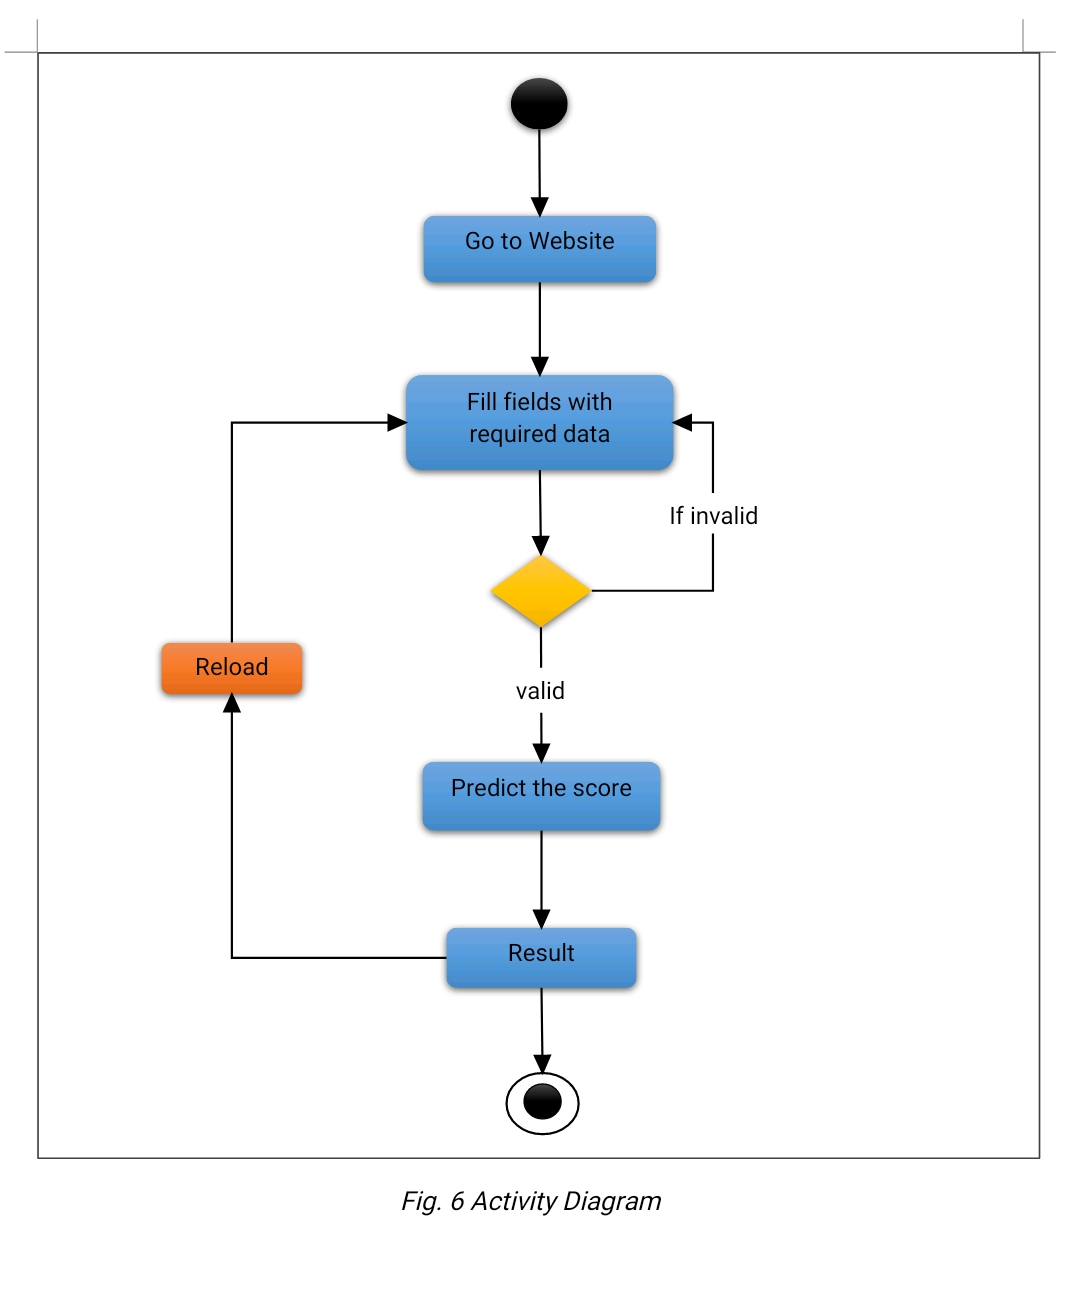 Go to Website
Fill fields with
required data
If invalid
Reload
valid
Predict the score
Result
Fig. 6 Activity Diagram